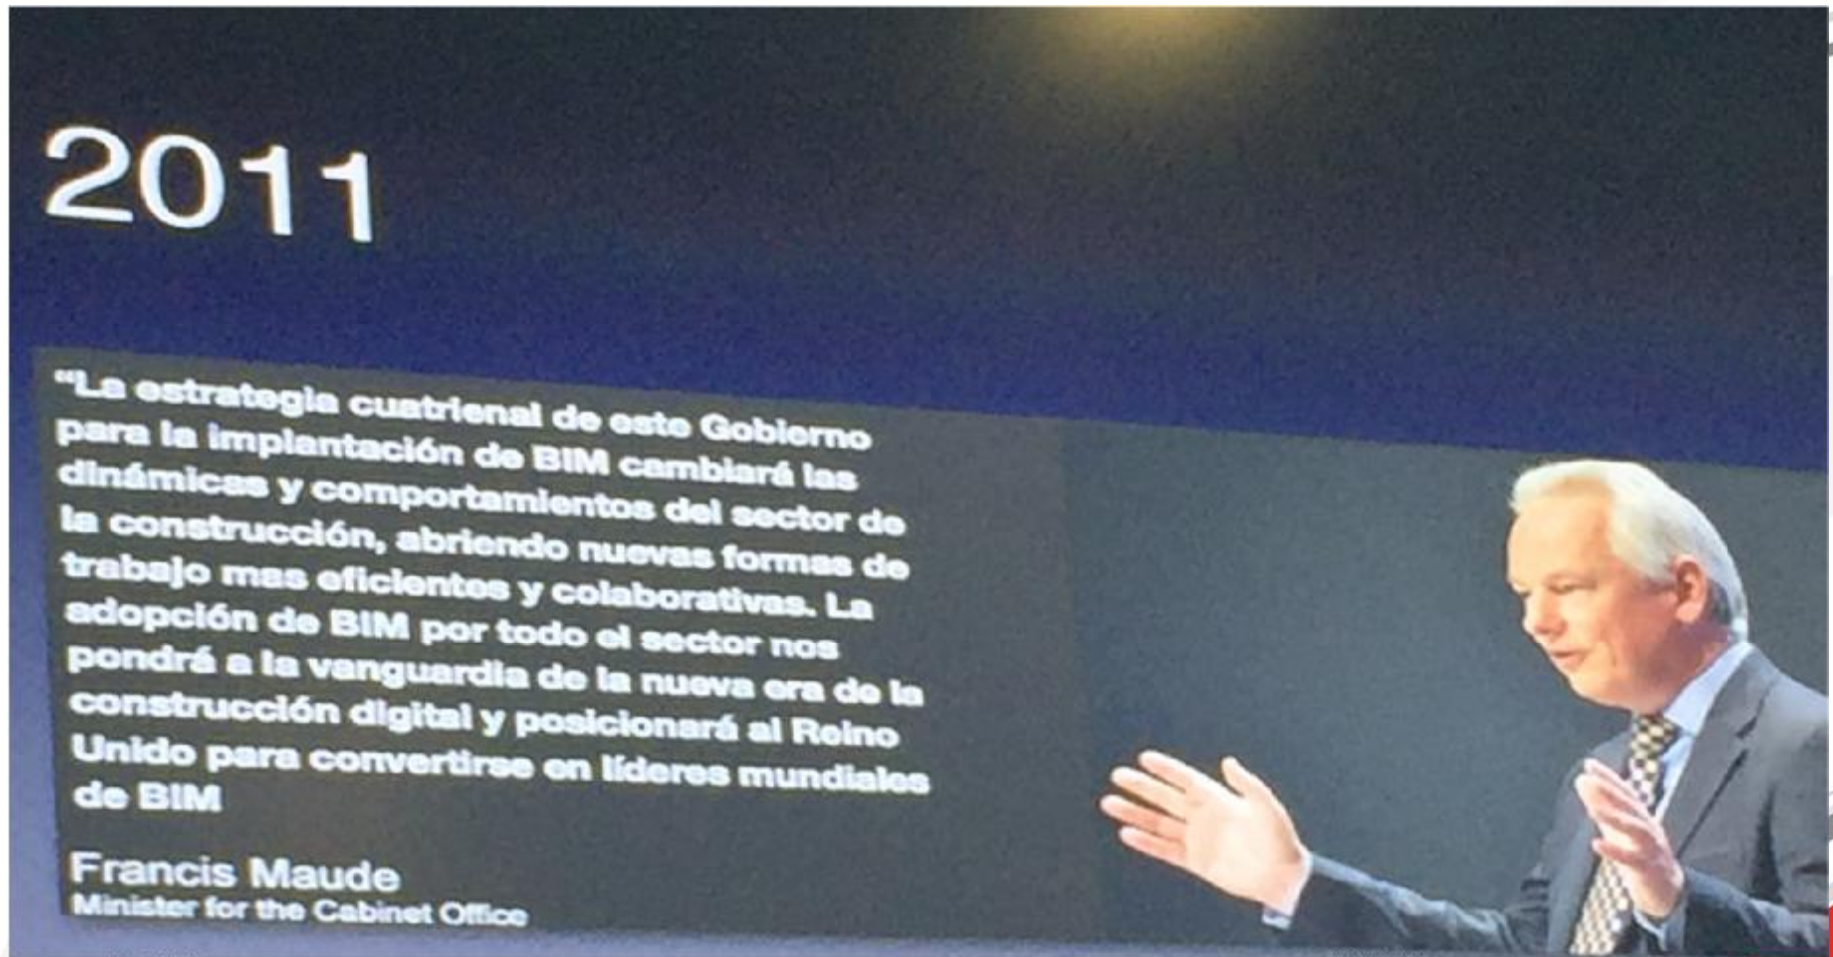 2011
“La estrategia cuatrienal de este Gobierno
para la implantación de BIM cambiará las
dinámicas y comportamientos del sector de
la construcción, abriendo nuevas formas de
trabajo mas eficientes y colaborativas. La
adopción de BIM por todo el sector nos
pondrá a la vanguardia de la nueva era de la
construcción digital y posicionará al Reino
Unido para convertirse en líderes mundiales
de BIM
Francis Maude
Minister for the Cabinet Office